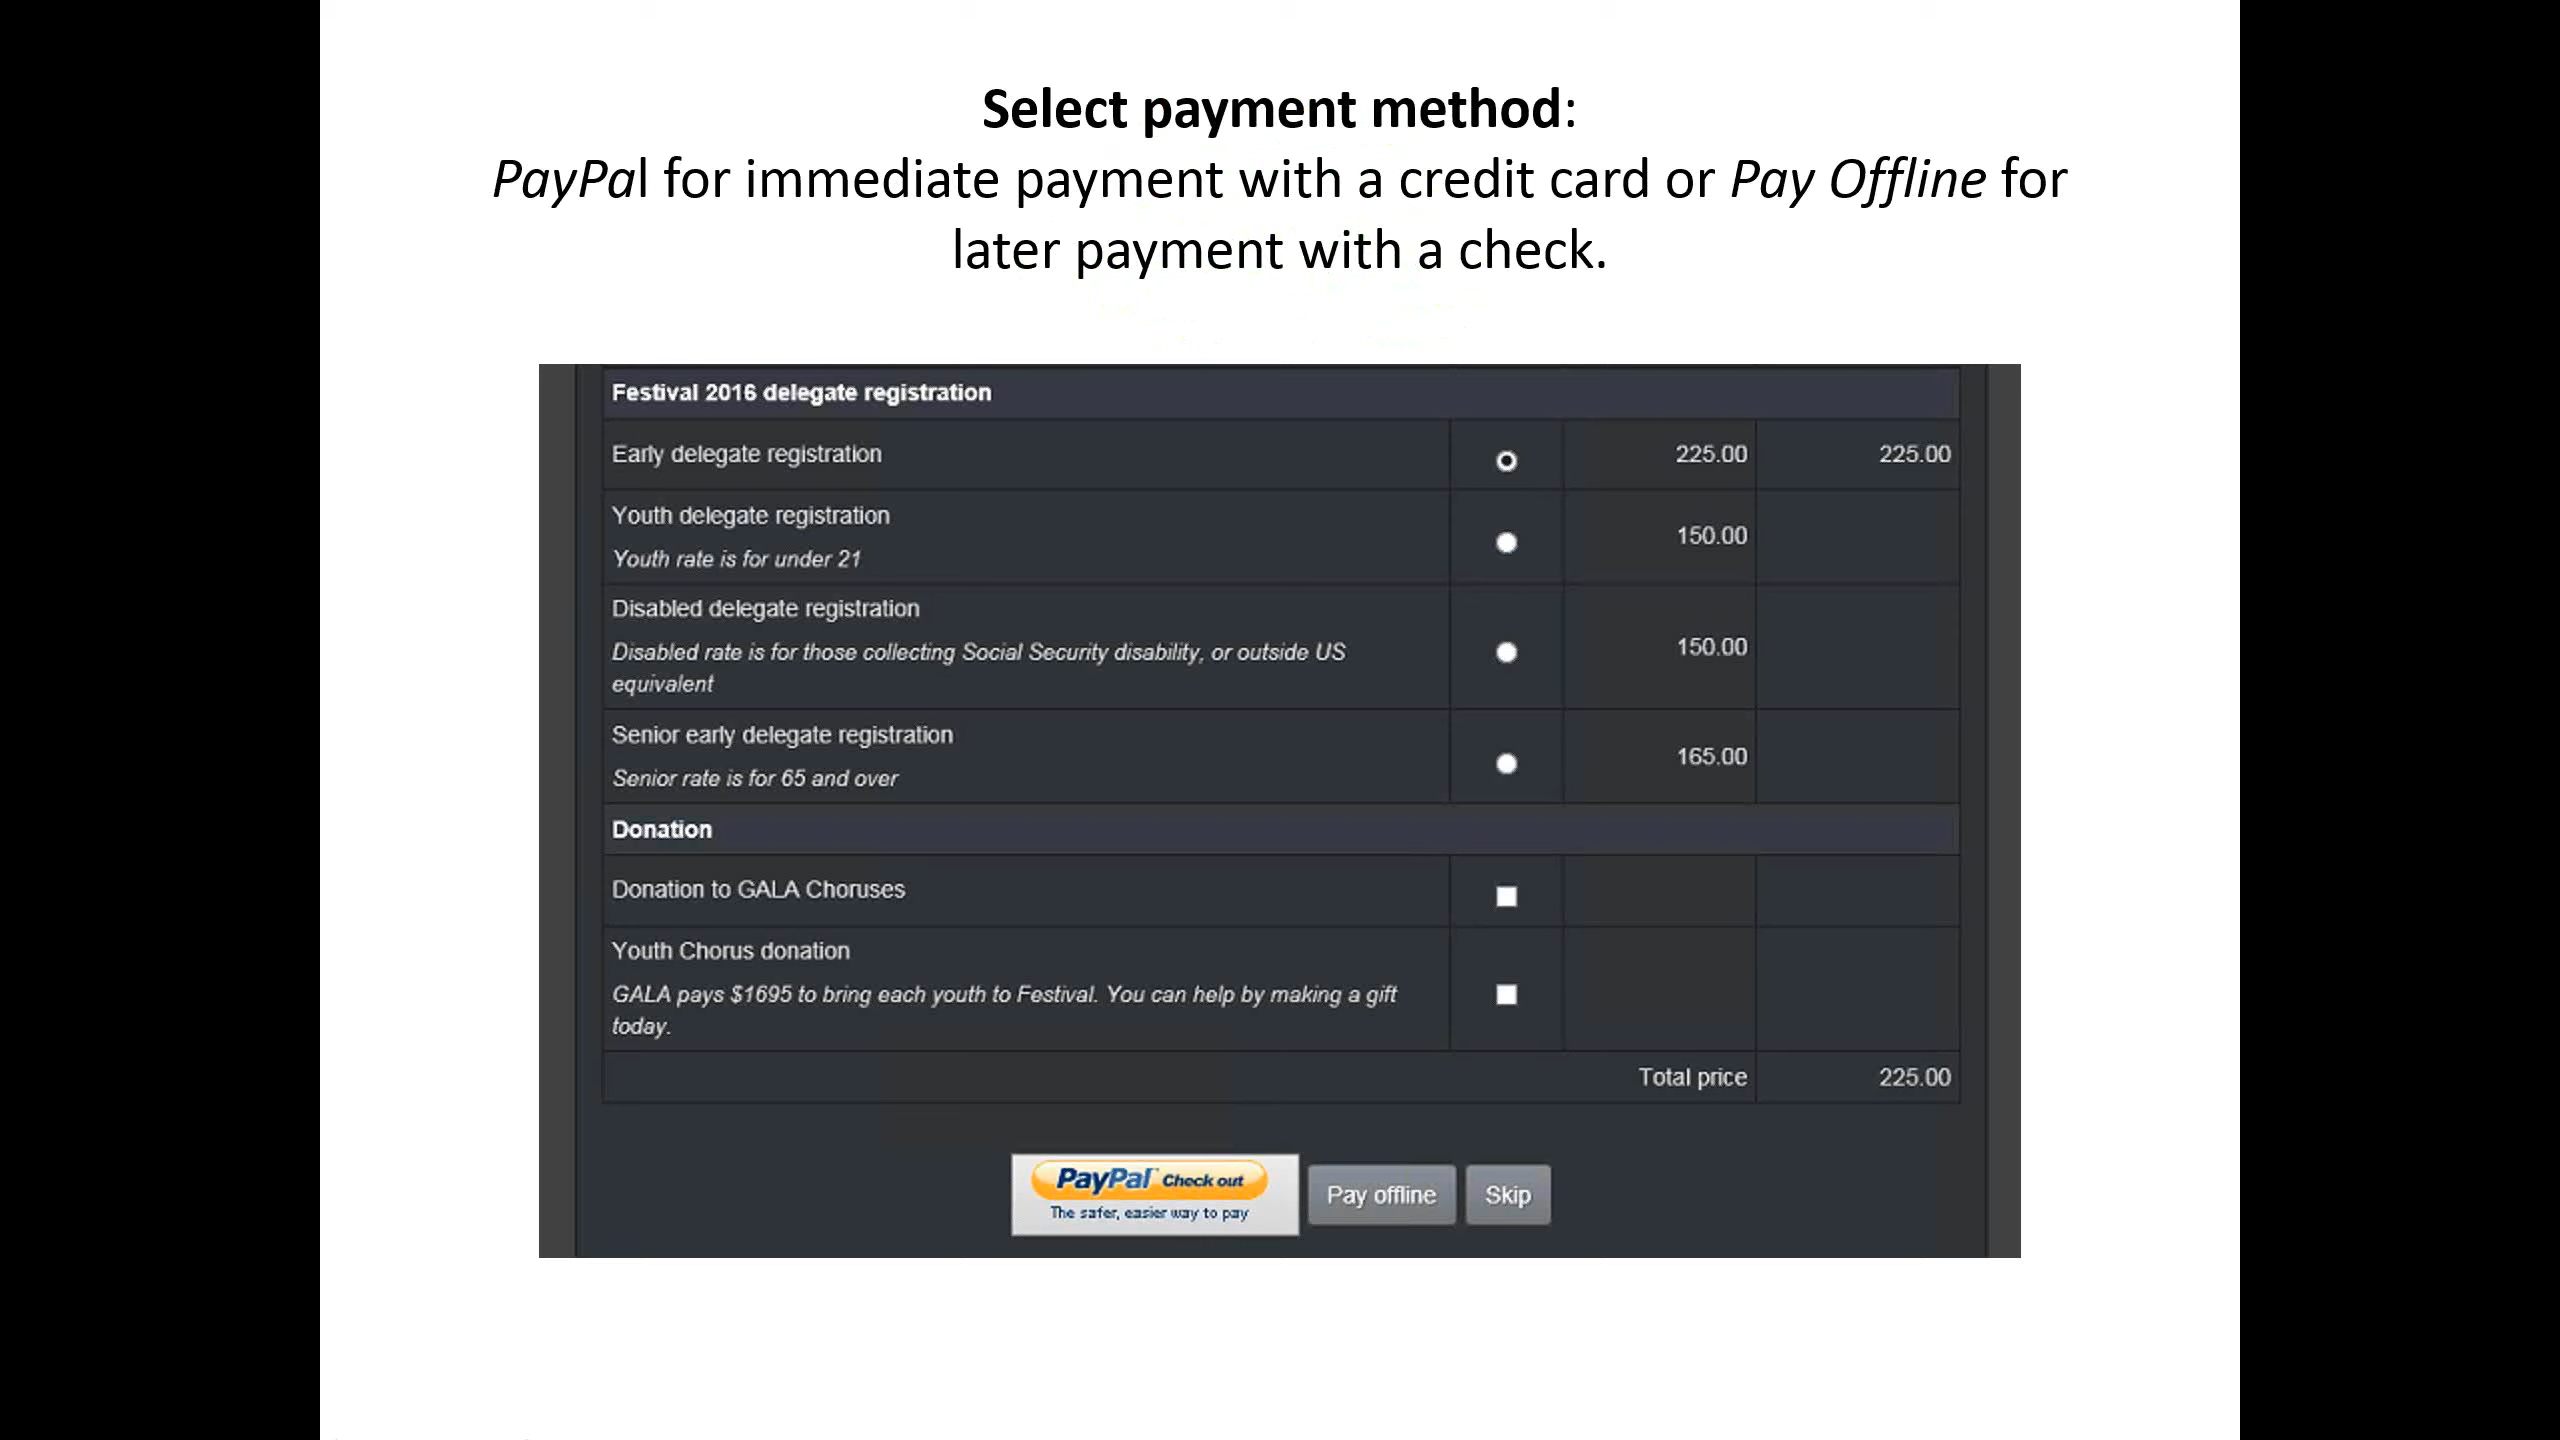 Select payment method:
PayPal for immediate payment with a credit card or Pay Offline for
later payment with a check.
Festival 2016 delegate registration
Early delegate registration 225.00 225.00
Youth delegate registration
Youth rate is for under 21
150.00
Disabled delegate registration
Disabled rate is for those collecting Social Security disability, or outside US
equivalent
150.00
Senior early delegate registration
Senior rate is for 65 and over
165.00
Donation
Donation to GALA Choruses
Youth Chorus donation
GALA pays $1695 to bring each youth to Festival. You can help by making a gift
today.
Total price 225.00
PayPal Check out
The safer, easier way to pay
Pay offline
Skip